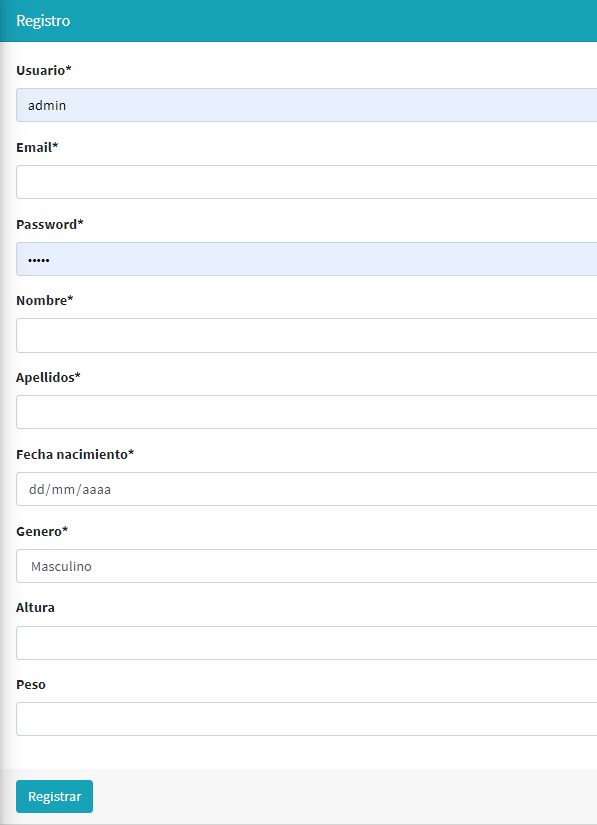 Registro
Usuario*
admin
Email*
Password*
•••••
Nombre*
Apellidos*
Fecha nacimiento*
dd/mm/aaaa
Genero*
Masculino
Altura
Peso
Registrar